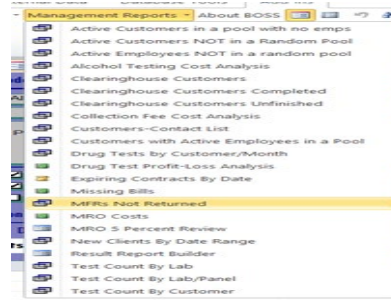 Management Reports About BOSS
Active Customers in a pool with no emps
Active Customers NOT in a Random Pool
Active Employees NOT in a random pool
Alcohol Testing Cost Analysis
Clearinghouse Customers
Clearinghouse Customers Completed
Clearinghouse Customers Unfinished
Collection Fee Cost Analysis
Customers-Contact List
Customers with Active Employees in a Pool
Drug Tests by Customer/Month
Drug Test Profit-Loss Analysis
Expiring Contracts By Date
Missing Bills
MFRs Not Returned
MRO Costs
MRO 5 Percent Review
New Clients By Date Range
Result Report Builder
Test Count By Lab
Test Count By Lab/Panel
Test Count By Customer